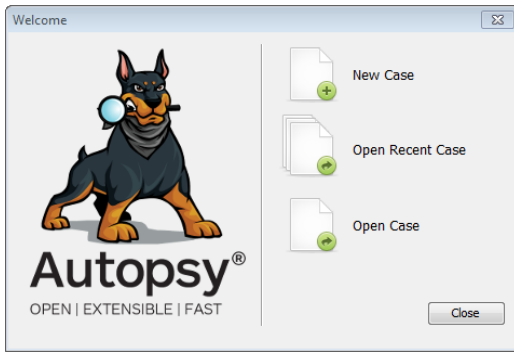 Welcome
New Case
Open Recent Case
Open Case
Autopsy®
OPEN | EXTENSIBLE | FAST
Close